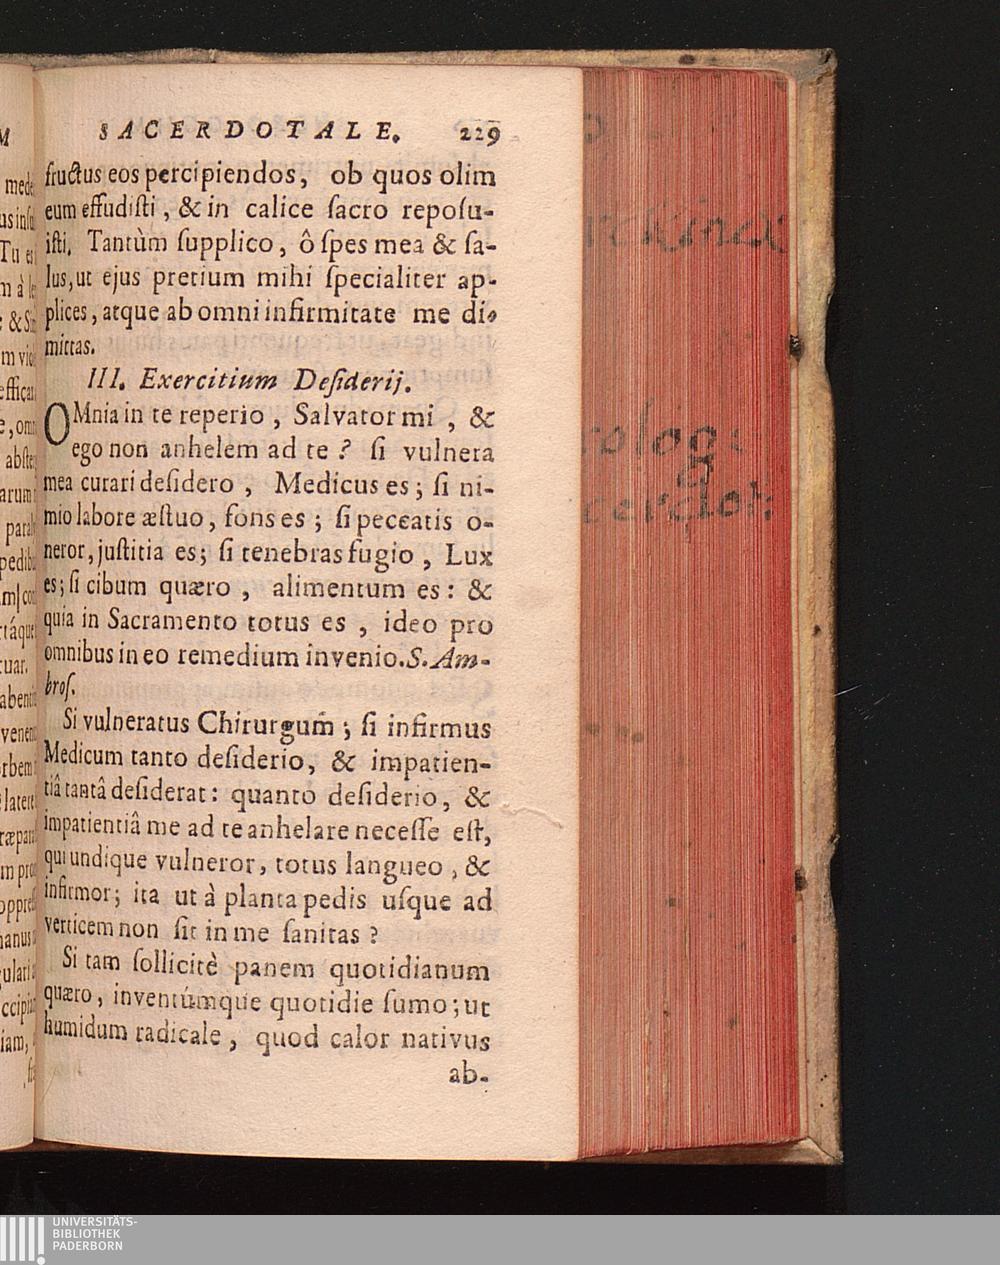 SACERDOTALE. 229
fructus eos percipiendos, ob quos olim
eum effudiſti, & in calice ſacro repoſu-
iſti. Tantùm ſupplico, ô ſpes mea & ſa-
lus, ut ejus pretium mihi ſpecialiter ap-
plices, atque ab omni infirmitate me di-
mittas.
III. Exercitium Deſiderij.
OMnia in te reperio, Salvator mi, &
ego non anhelem ad te? ſi vulnera
mea curari deſidero, Medicus es; ſi ni-
mio labore æſtuo, fons es; ſi peccatis o-
neror, juſtitia es; ſi tenebras fugio, Lux
es; ſi cibum quæro, alimentum es: &
quia in Sacramento totus es, ideo pro
omnibus in eo remedium invenio. S. Am-
broſ.
Si vulneratus Chirurgum; ſi infirmus
Medicum tanto deſiderio, & impatien-
tiâ tantâ deſiderat: quanto deſiderio, &
impatientiâ me ad te anhelare neceſſe eſt,
qui undique vulneror, totus langueo, &
infirmor; ita ut à planta pedis uſque ad
verticem non ſit in me ſanitas?
Si tam ſollicitè panem quotidianum
quæro, inventúmque quotidie ſumo; ut
humidum radicale, quod calor nativus
ab-
UNIVERSITÄTS-
BIBLIOTHEK
PADERBORN